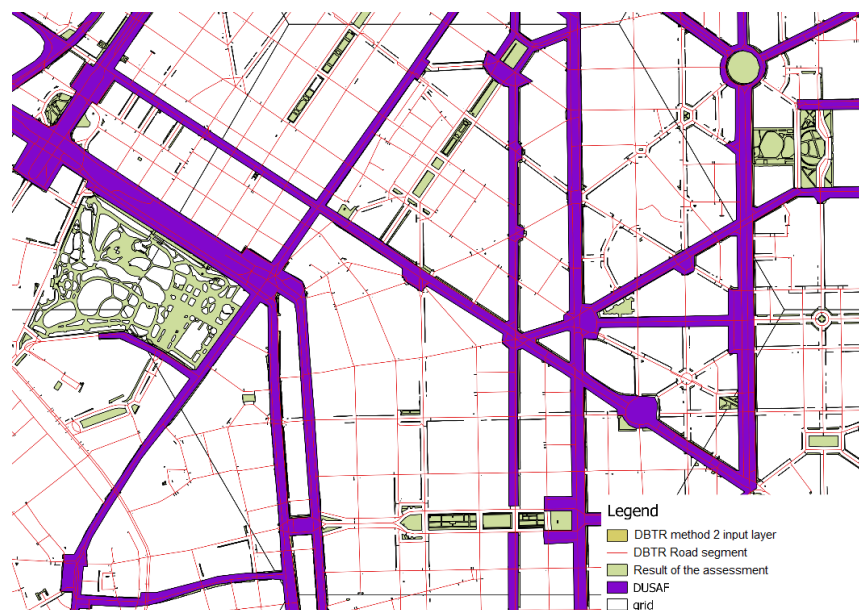 Legend
DBTR method 2 input layer
DBTR Road segment
Result of the assessment
DUSAF
grid